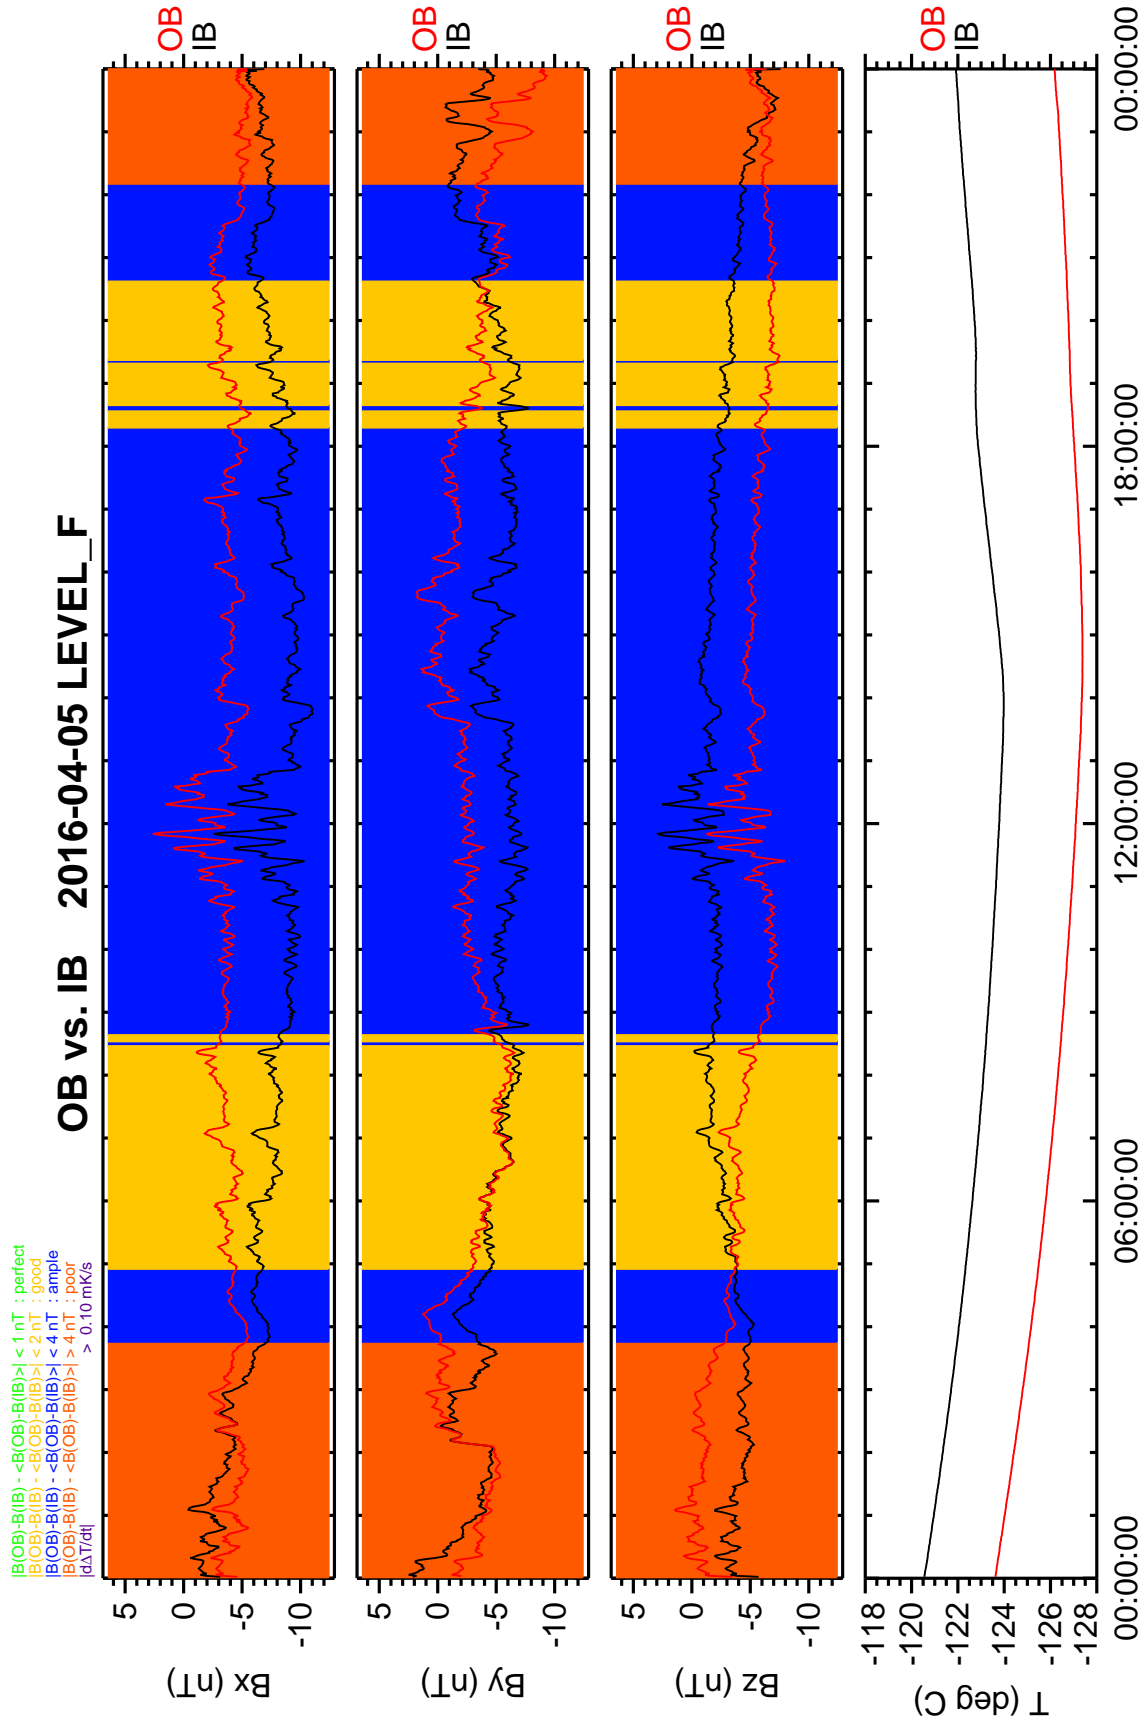 OB vs. IB 2016-04-05 LEVEL_F
|B(OB)-B(IB) - <B(OB)-B(IB)>| < 1 nT : perfect
|B(OB)-B(IB) - <B(OB)-B(IB)>| < 2 nT : good
|B(OB)-B(IB) - <B(OB)-B(IB)>| < 4 nT : ample
|B(OB)-B(IB) - <B(OB)-B(IB)>| > 4 nT : poor
|dΔT/dt| > 0.10 mK/s
Bx (nT)
5
0
-5
-10
OB
IB
By (nT)
5
0
-5
-10
OB
IB
Bz (nT)
5
0
-5
-10
OB
IB
T (deg C)
-118
-120
-122
-124
-126
-128
OB
IB
00:00:00
06:00:00
12:00:00
18:00:00
00:00:00